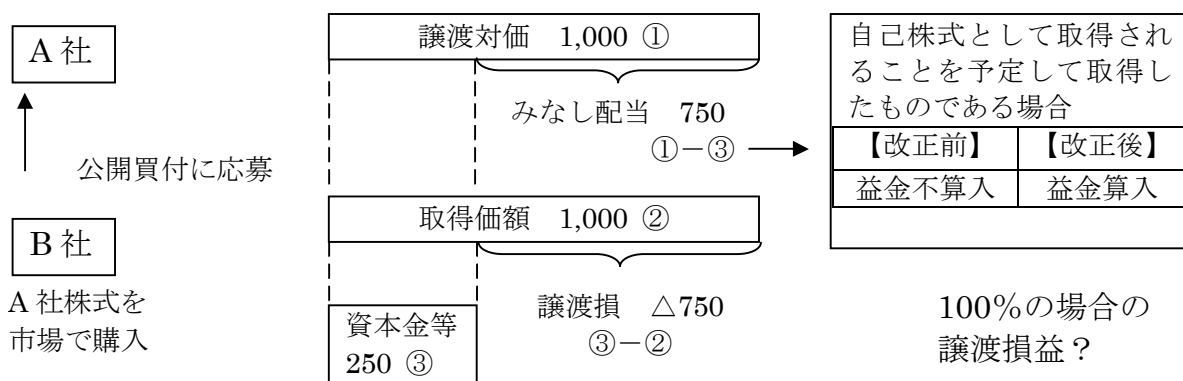 A社
公開買付に応募
B社
A社株式を
市場で購入
譲渡対価 1,000 ①
みなし配当 750
①－③
取得価額 1,000 ②
譲渡損 △750
③－②
資本金等
250 ③
自己株式として取得され
ることを予定して取得し
たものである場合
【改正前】 【改正後】
益金不算入 益金算入
100％の場合の
譲渡損益？